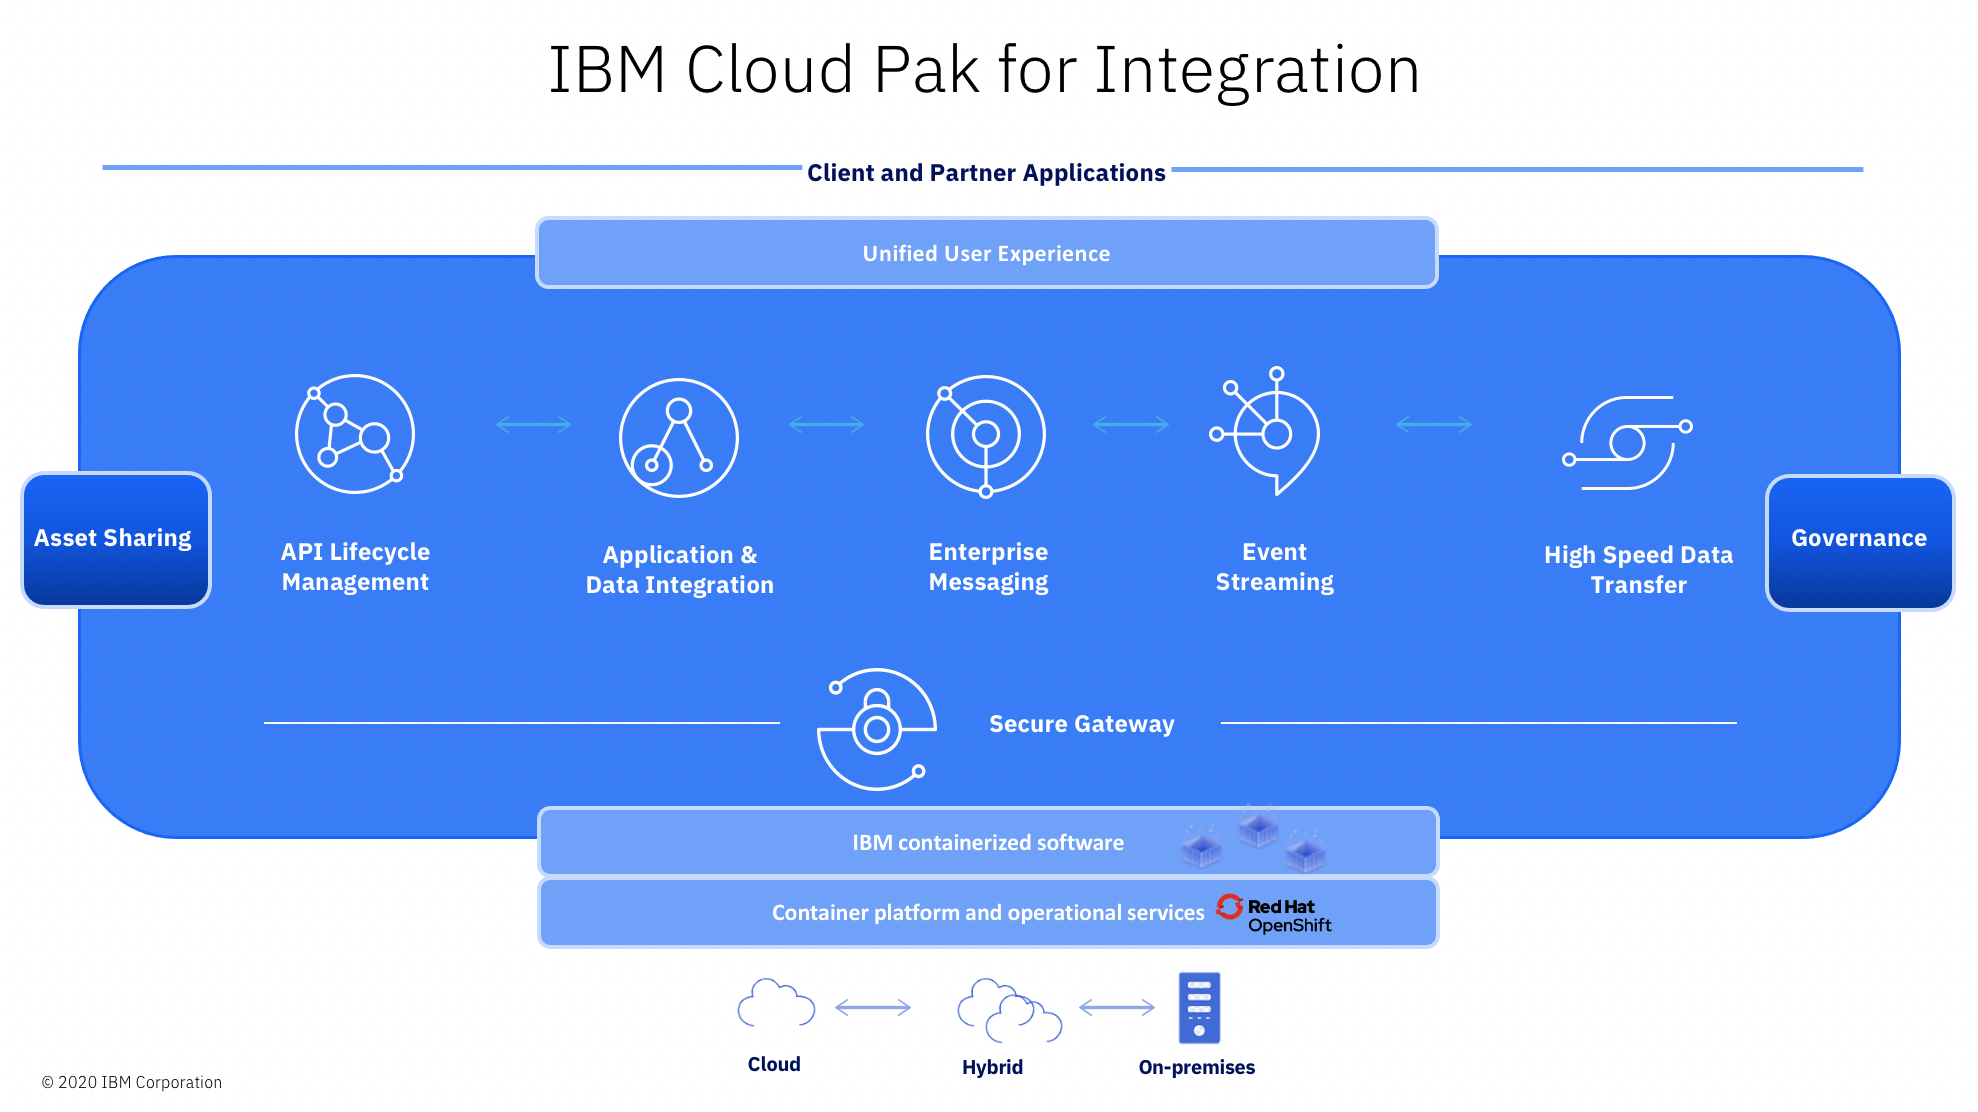 IBM Cloud Pak for Integration
Client and Partner Applications
Unified User Experience
Asset Sharing
API Lifecycle
Management
Application &
Data Integration
Enterprise
Messaging
Event
Streaming
High Speed Data
Transfer
Governance
Secure Gateway
IBM containerized software
Container platform and operational services
Red Hat
OpenShift
Cloud
Hybrid
On-premises
© 2020 IBM Corporation